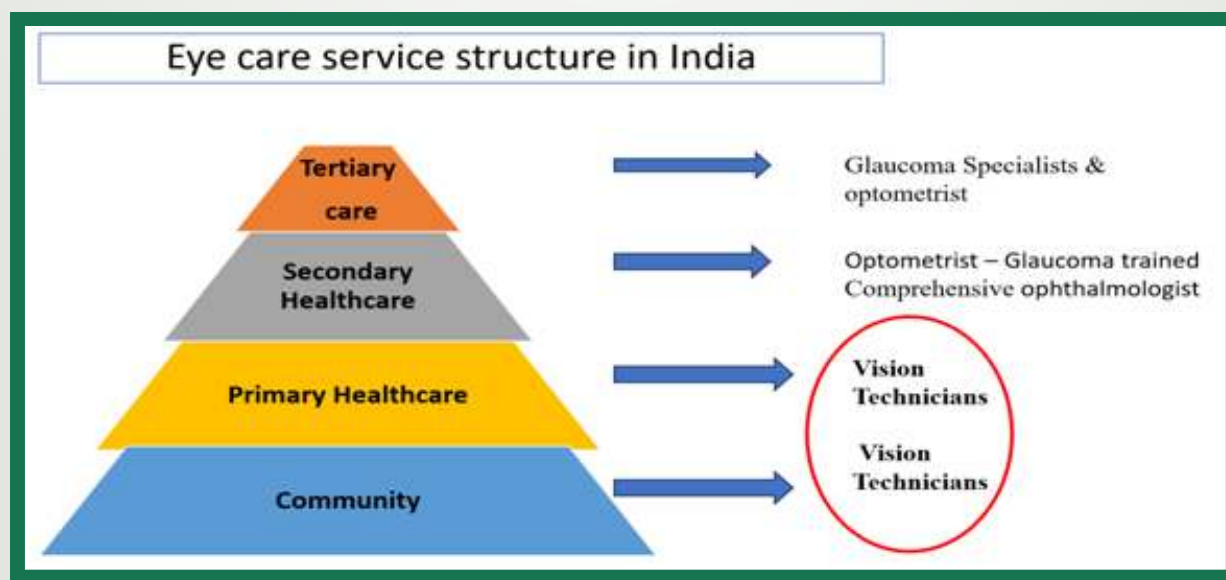 Eye care service structure in India
Tertiary
care
Glaucoma Specialists &
optometrist
Secondary
Healthcare
Optometrist – Glaucoma trained
Comprehensive ophthalmologist
Primary Healthcare
Vision
Technicians
Community
Vision
Technicians